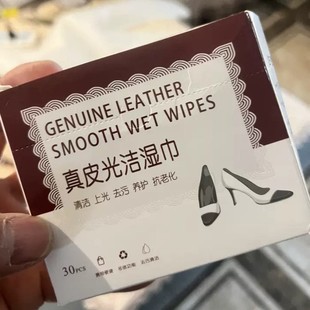 GENUINE LEATHER
SMOOTH WET WIPES
真皮光洁湿巾
清洁 上光 去污 养护 抗老化
30PCS